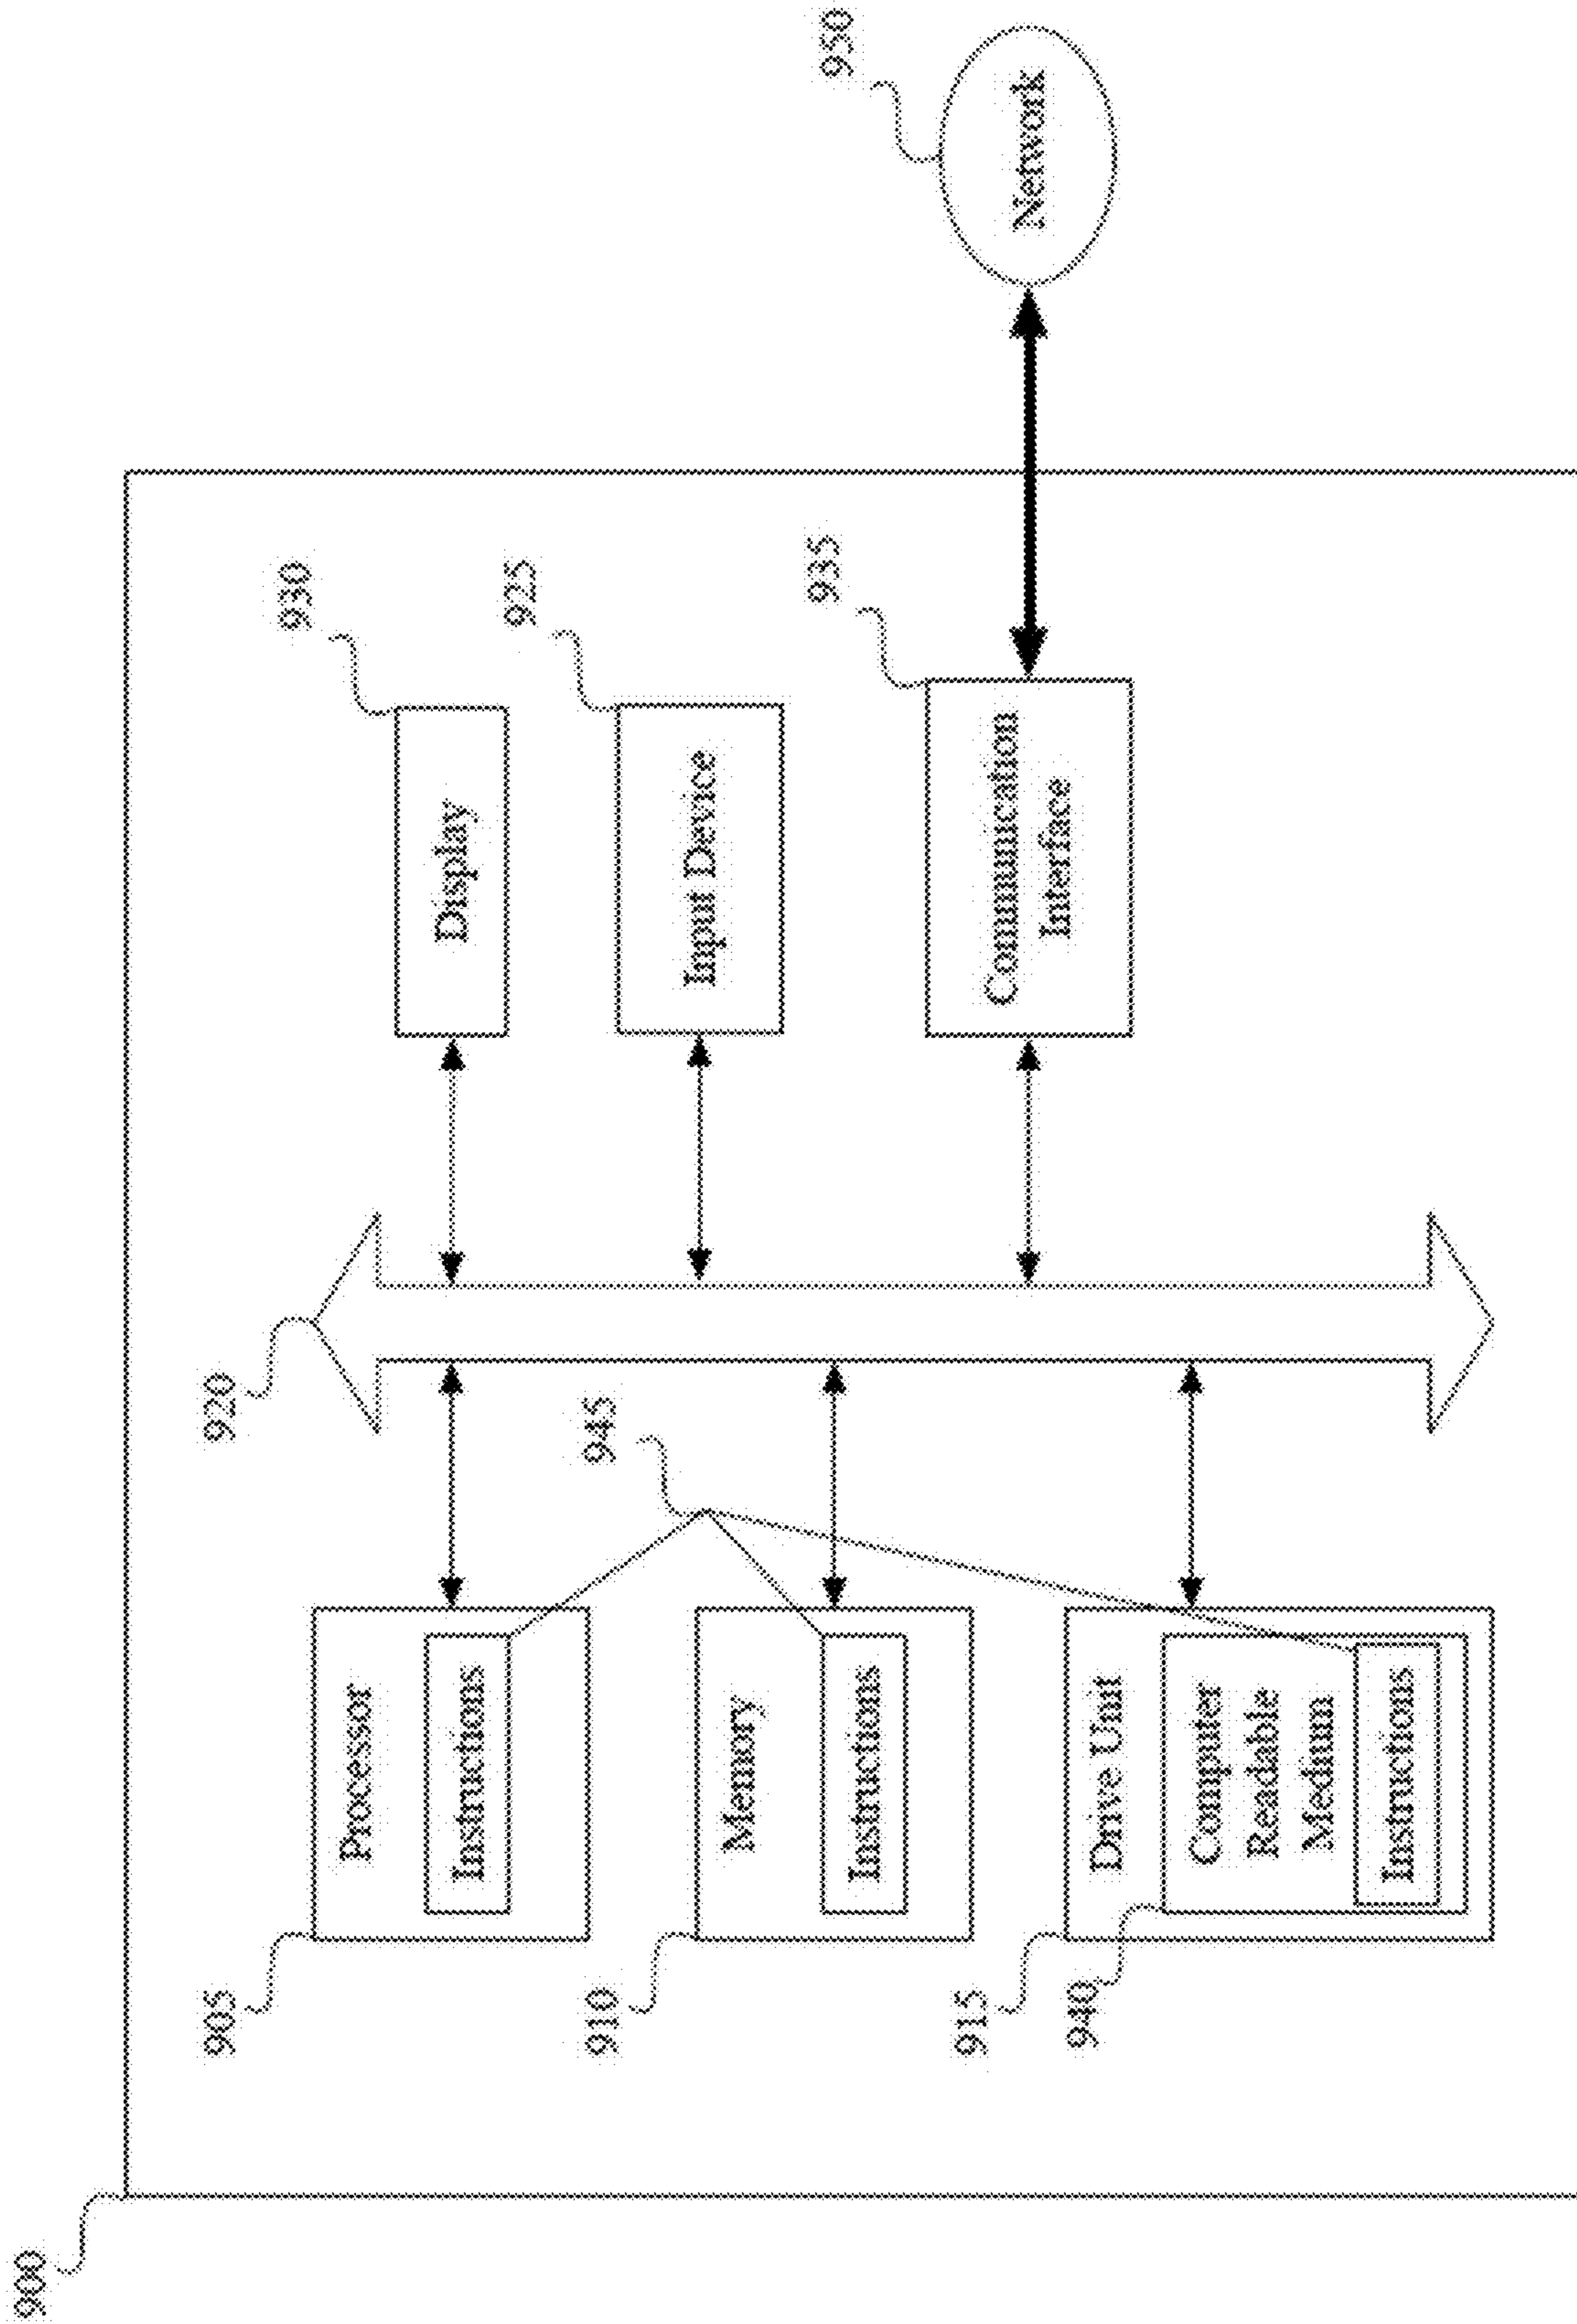 900
905
Processor
Instructions
910
Memory
Instructions
915
Drive Unit
940
Computer
Readable
Medium
Instructions
920
945
930
Display
925
Input Device
935
Communication
Interface
950
Network